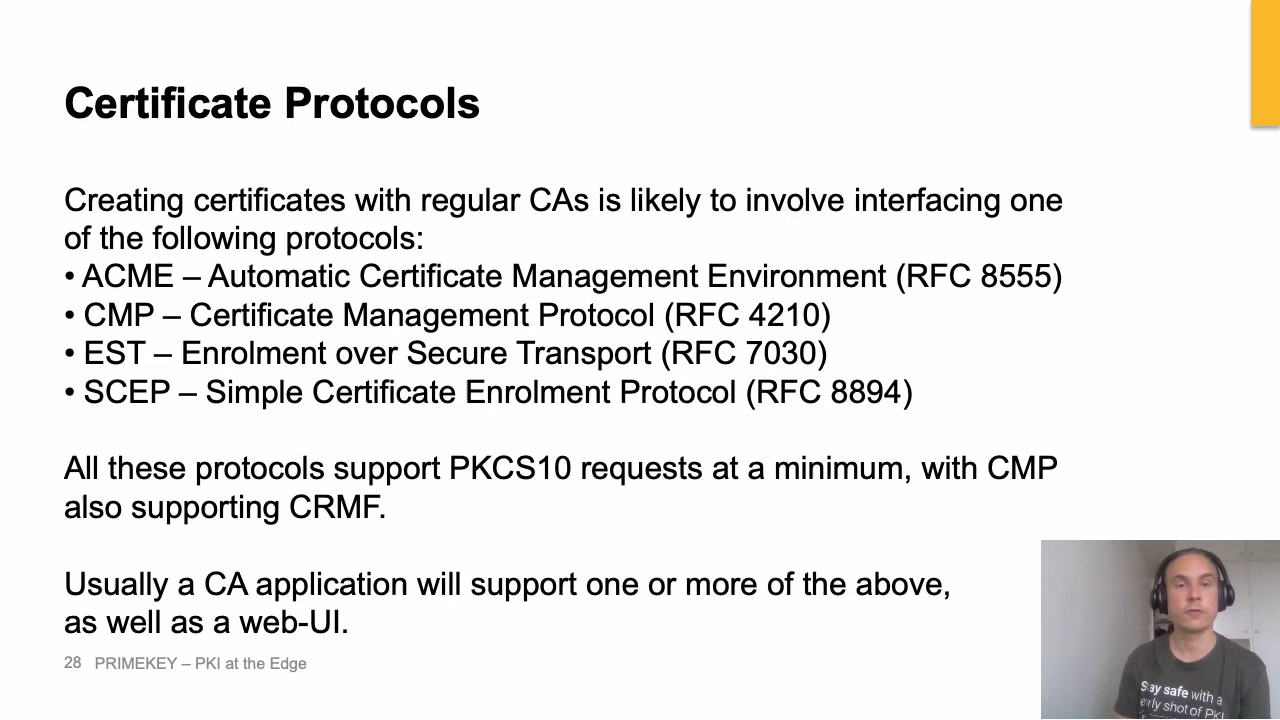 Certificate Protocols
Creating certificates with regular CAs is likely to involve interfacing one
of the following protocols:
• ACME – Automatic Certificate Management Environment (RFC 8555)
• CMP – Certificate Management Protocol (RFC 4210)
• EST – Enrolment over Secure Transport (RFC 7030)
• SCEP – Simple Certificate Enrolment Protocol (RFC 8894)
All these protocols support PKCS10 requests at a minimum, with CMP
also supporting CRMF.
Usually a CA application will support one or more of the above,
as well as a web-UI.
28 PRIMEKEY – PKI at the Edge
Stay safe with a
early shot of PKI